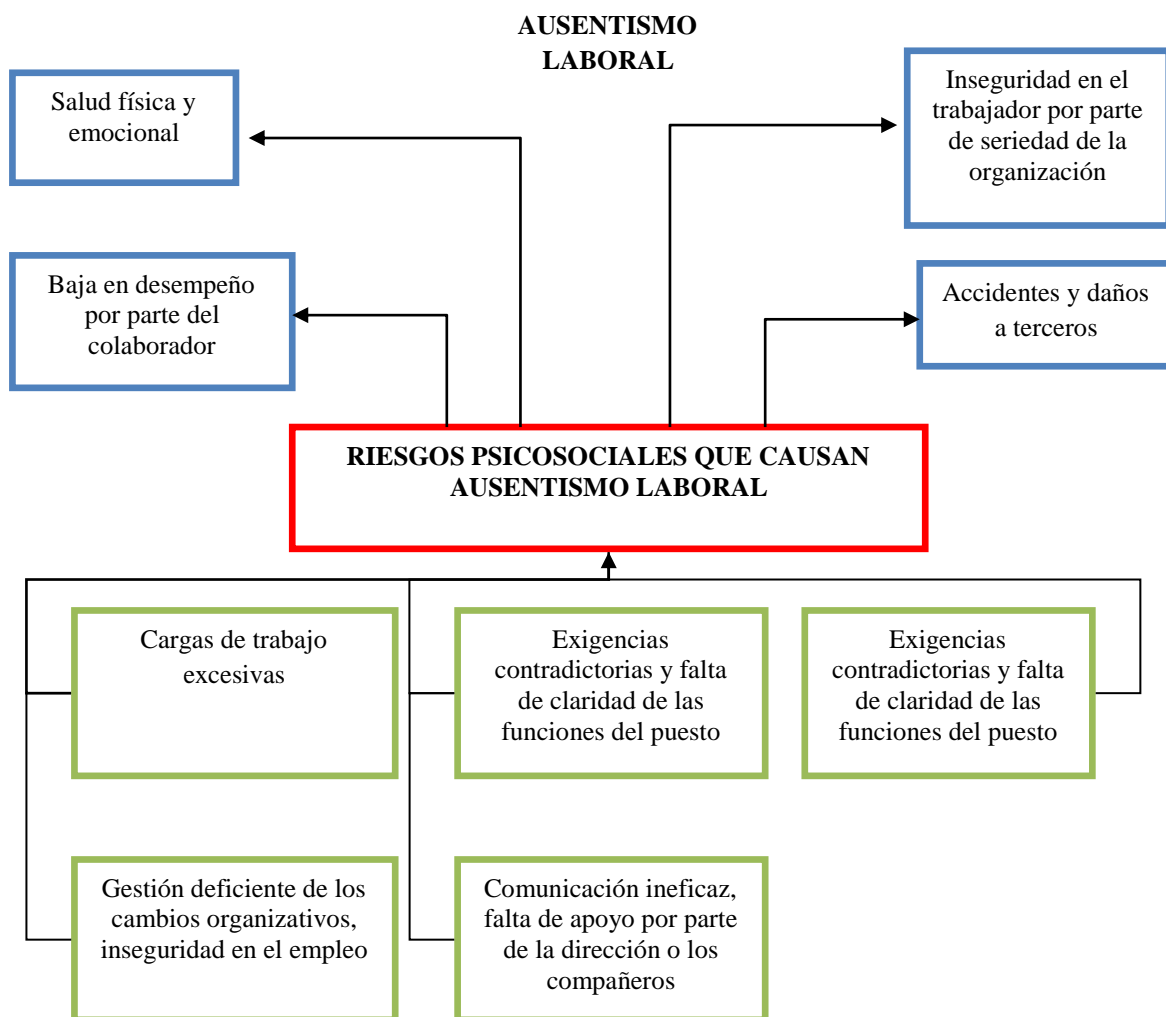 AUSENTISMO
LABORAL
Salud física y
emocional
Inseguridad en el
trabajador por parte
de seriedad de la
organización
Baja en desempeño
por parte del
colaborador
Accidentes y daños
a terceros
RIESGOS PSICOSOCIALES QUE CAUSAN
AUSENTISMO LABORAL
Cargas de trabajo
excesivas
Exigencias
contradictorias y falta
de claridad de las
funciones del puesto
Exigencias
contradictorias y falta
de claridad de las
funciones del puesto
Gestión deficiente de los
cambios organizativos,
inseguridad en el empleo
Comunicación ineficaz,
falta de apoyo por parte
de la dirección o los
compañeros